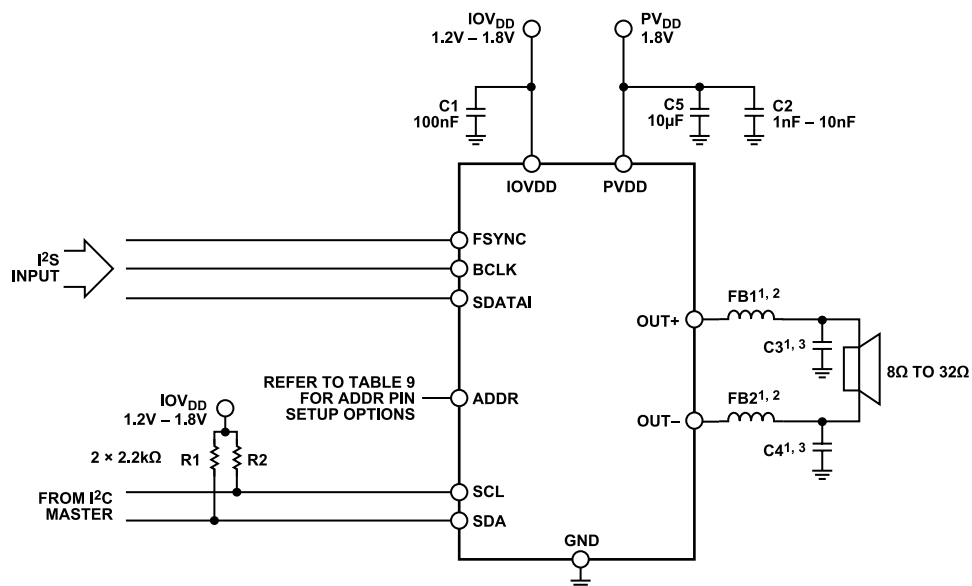 IOVDD
1.2V – 1.8V
PVDD
1.8V
C1
100nF
C5
10µF
C2
1nF – 10nF
IOVDD
PVDD
I2S
INPUT
FSYNC
BCLK
SDATAI
OUT+
FB11, 2
C31, 3
8Ω TO 32Ω
REFER TO TABLE 9
FOR ADDR PIN
SETUP OPTIONS
ADDR
OUT–
FB21, 2
C41, 3
IOVDD
1.2V – 1.8V
2 × 2.2kΩ
R1
R2
FROM I2C
MASTER
SCL
SDA
GND